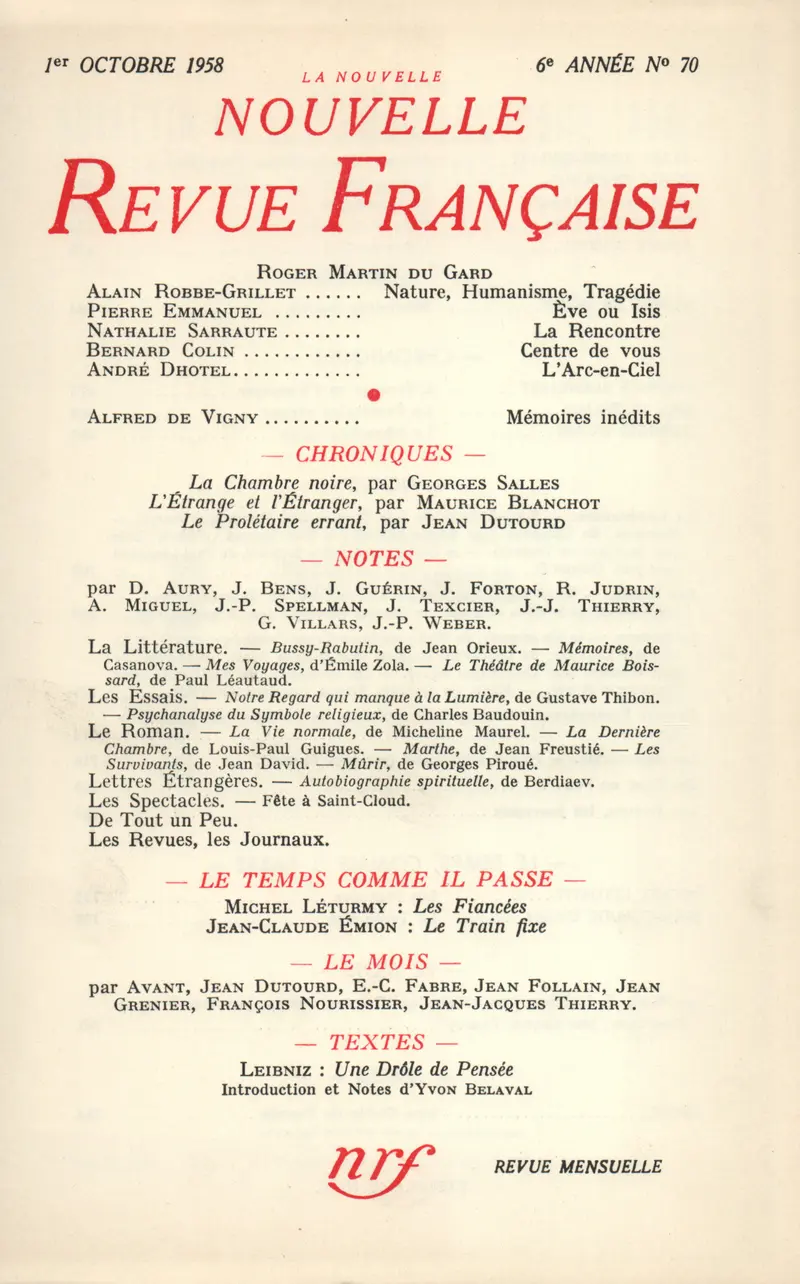 1er OCTOBRE 1958
6e ANNÉE No 70
LA NOUVELLE
NOUVELLE
REVUE FRANÇAISE
ROGER MARTIN DU GARD
ALAIN ROBBE-GRILLET ...... Nature, Humanisme, Tragédie
PIERRE EMMANUEL ......... Ève ou Isis
NATHALIE SARRAUTE ........ La Rencontre
BERNARD COLIN ............ Centre de vous
ANDRÉ DHOTEL............. L'Arc-en-Ciel
ALFRED DE VIGNY .......... Mémoires inédits
— CHRONIQUES —
La Chambre noire, par GEORGES SALLES
L'Étrange et l'Étranger, par MAURICE BLANCHOT
Le Prolétaire errant, par JEAN DUTOURD
— NOTES —
par D. AURY, J. BENS, J. GUÉRIN, J. FORTON, R. JUDRIN,
A. MIGUEL, J.-P. SPELLMAN, J. TEXCIER, J.-J. THIERRY,
G. VILLARS, J.-P. WEBER.
La Littérature. — Bussy-Rabutin, de Jean Orieux. — Mémoires, de
Casanova. — Mes Voyages, d'Émile Zola. — Le Théâtre de Maurice Bois-
sard, de Paul Léautaud.
Les Essais. — Notre Regard qui manque à la Lumière, de Gustave Thibon.
— Psychanalyse du Symbole religieux, de Charles Baudouin.
Le Roman. — La Vie normale, de Micheline Maurel. — La Dernière
Chambre, de Louis-Paul Guigues. — Marthe, de Jean Freustié. — Les
Survivants, de Jean David. — Mûrir, de Georges Piroué.
Lettres Étrangères. — Autobiographie spirituelle, de Berdiaev.
Les Spectacles. — Fête à Saint-Cloud.
De Tout un Peu.
Les Revues, les Journaux.
— LE TEMPS COMME IL PASSE —
MICHEL LÉTURMY : Les Fiancées
JEAN-CLAUDE ÉMION : Le Train fixe
— LE MOIS —
par AVANT, JEAN DUTOURD, E.-C. FABRE, JEAN FOLLAIN, JEAN
GRENIER, FRANÇOIS NOURISSIER, JEAN-JACQUES THIERRY.
— TEXTES —
LEIBNIZ : Une Drôle de Pensée
Introduction et Notes d'YVON BELAVAL
nrf
REVUE MENSUELLE